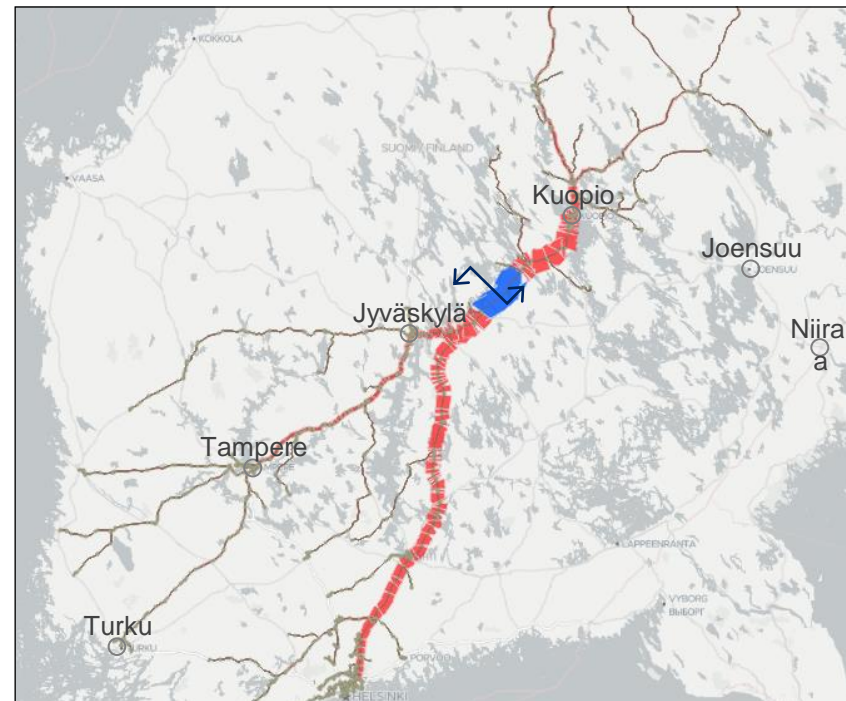 KOKKOLA
SUOMI / FINLAND
VAASA
Kuopio
Joensuu
JOENSUU
Jyväskylä
Niira
a
Tampere
LAPPEENRANTA
VYBORG
ВЫБОРГ
Turku
TURKU
PORVOO
HELSINKI